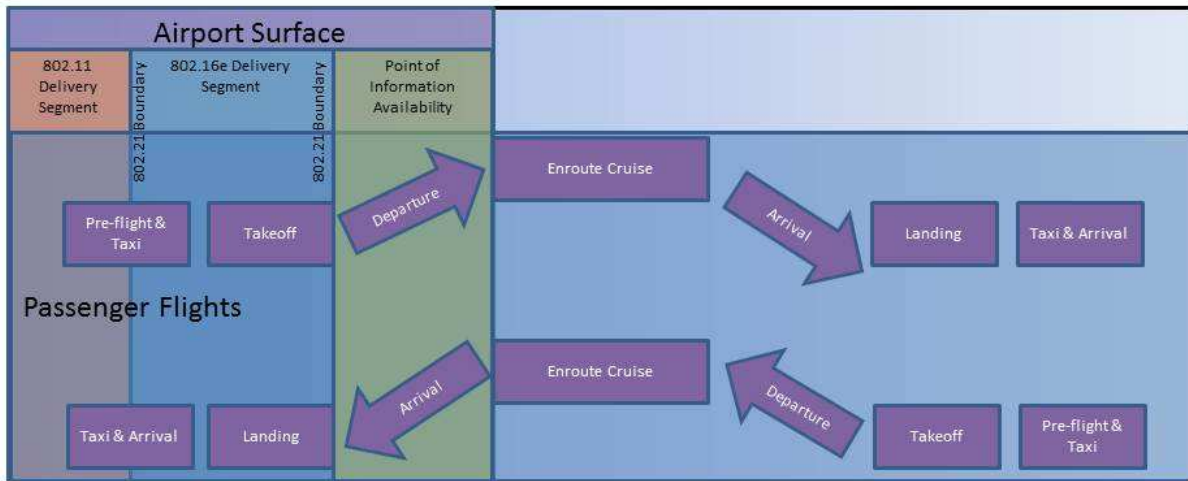 Airport Surface
802.11
Delivery
Segment
802.21 Boundary
802.16e Delivery
Segment
802.21 Boundary
Point of
Information
Availability
Enroute Cruise
Departure
Arrival
Pre-flight &
Taxi
Takeoff
Landing
Taxi & Arrival
Passenger Flights
Enroute Cruise
Arrival
Departure
Taxi & Arrival
Landing
Takeoff
Pre-flight &
Taxi